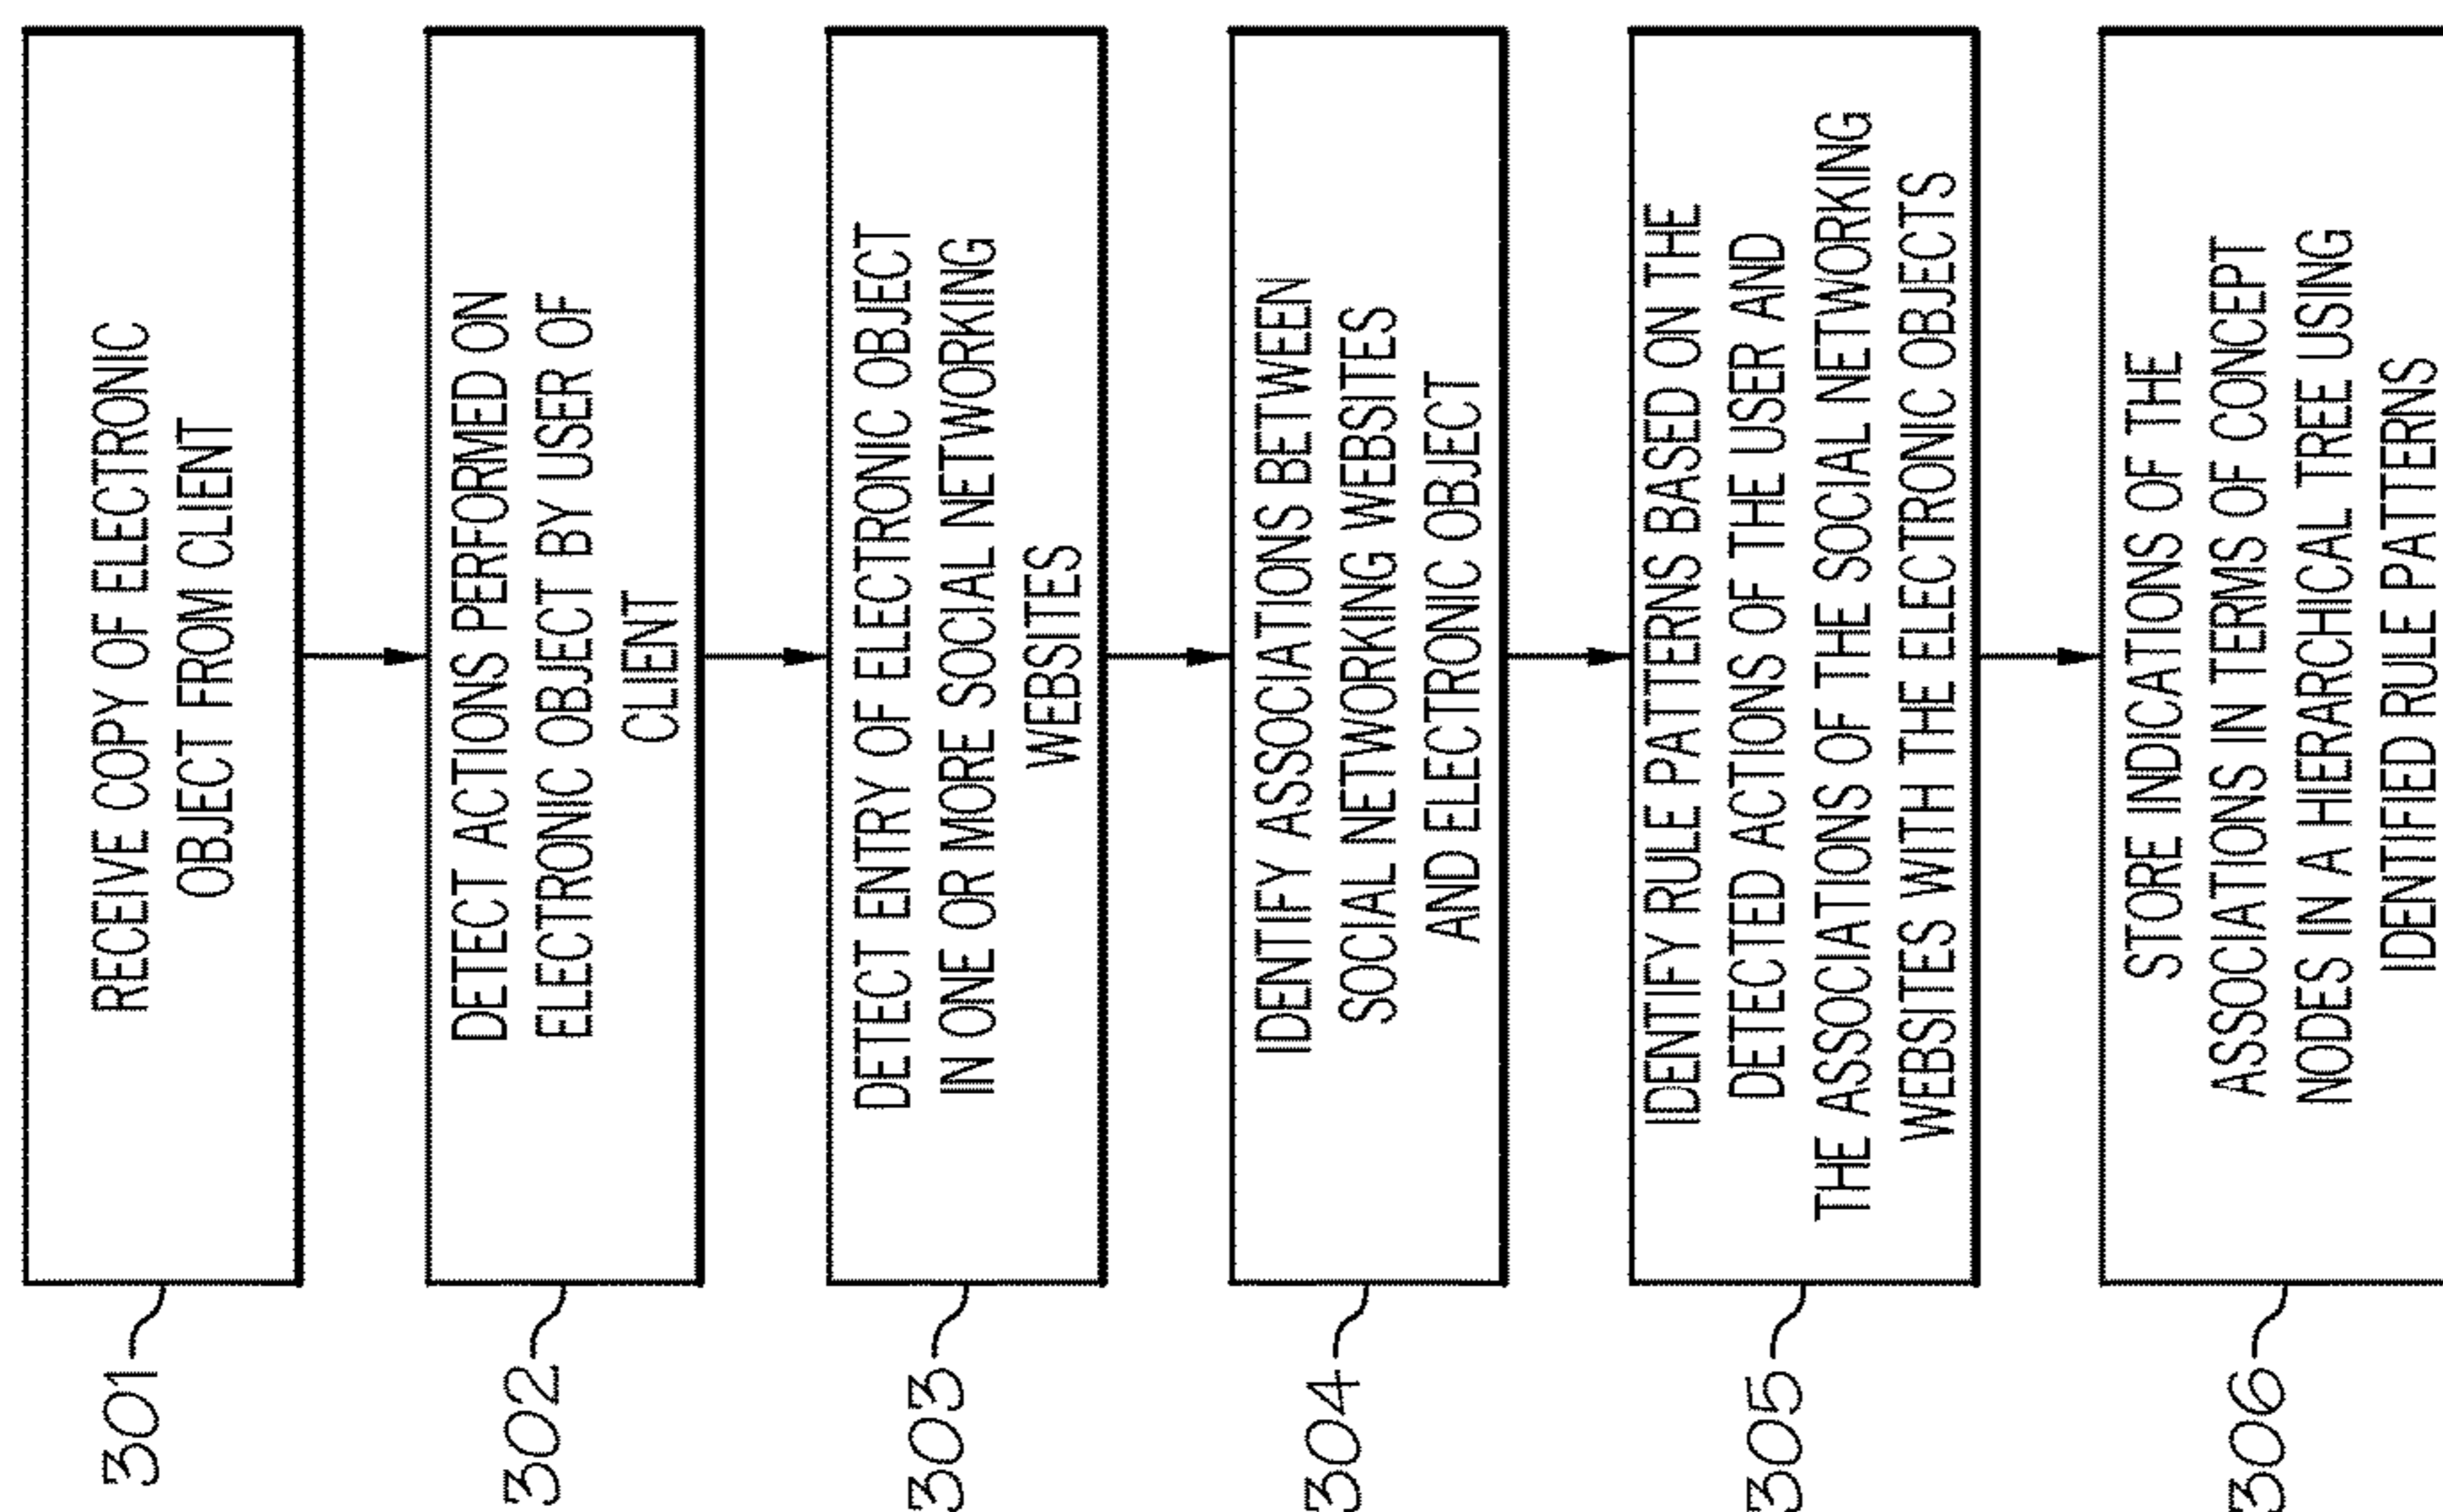 301
RECEIVE COPY OF ELECTRONIC
OBJECT FROM CLIENT
302
DETECT ACTIONS PERFORMED ON
ELECTRONIC OBJECT BY USER OF
CLIENT
303
DETECT ENTRY OF ELECTRONIC OBJECT
IN ONE OR MORE SOCIAL NETWORKING
WEBSITES
304
IDENTIFY ASSOCIATIONS BETWEEN
SOCIAL NETWORKING WEBSITES
AND ELECTRONIC OBJECT
305
IDENTIFY RULE PATTERNS BASED ON THE
DETECTED ACTIONS OF THE USER AND
THE ASSOCIATIONS OF THE SOCIAL NETWORKING
WEBSITES WITH THE ELECTRONIC OBJECTS
306
STORE INDICATIONS OF THE
ASSOCIATIONS IN TERMS OF CONCEPT
NODES IN A HIERARCHICAL TREE USING
IDENTIFIED RULE PATTERNS